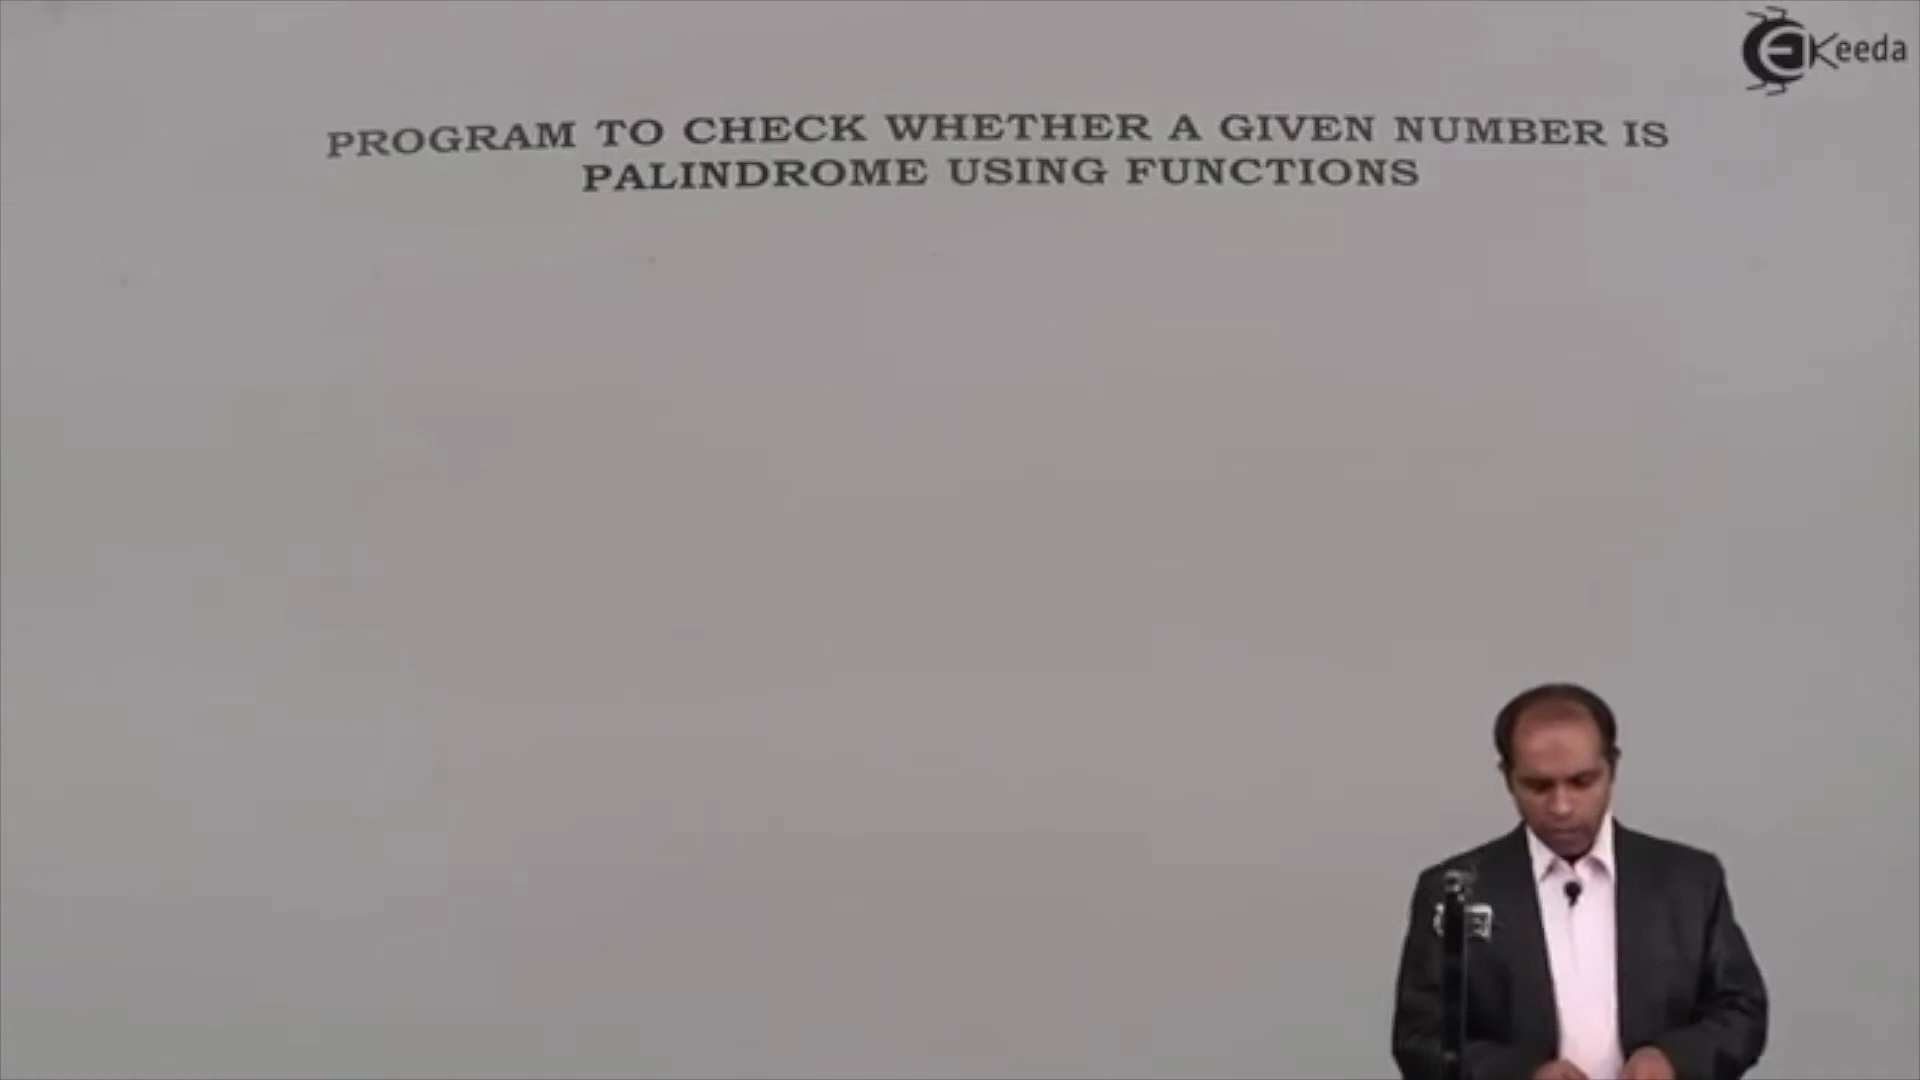 Keeda
PROGRAM TO CHECK WHETHER A GIVEN NUMBER IS
PALINDROME USING FUNCTIONS